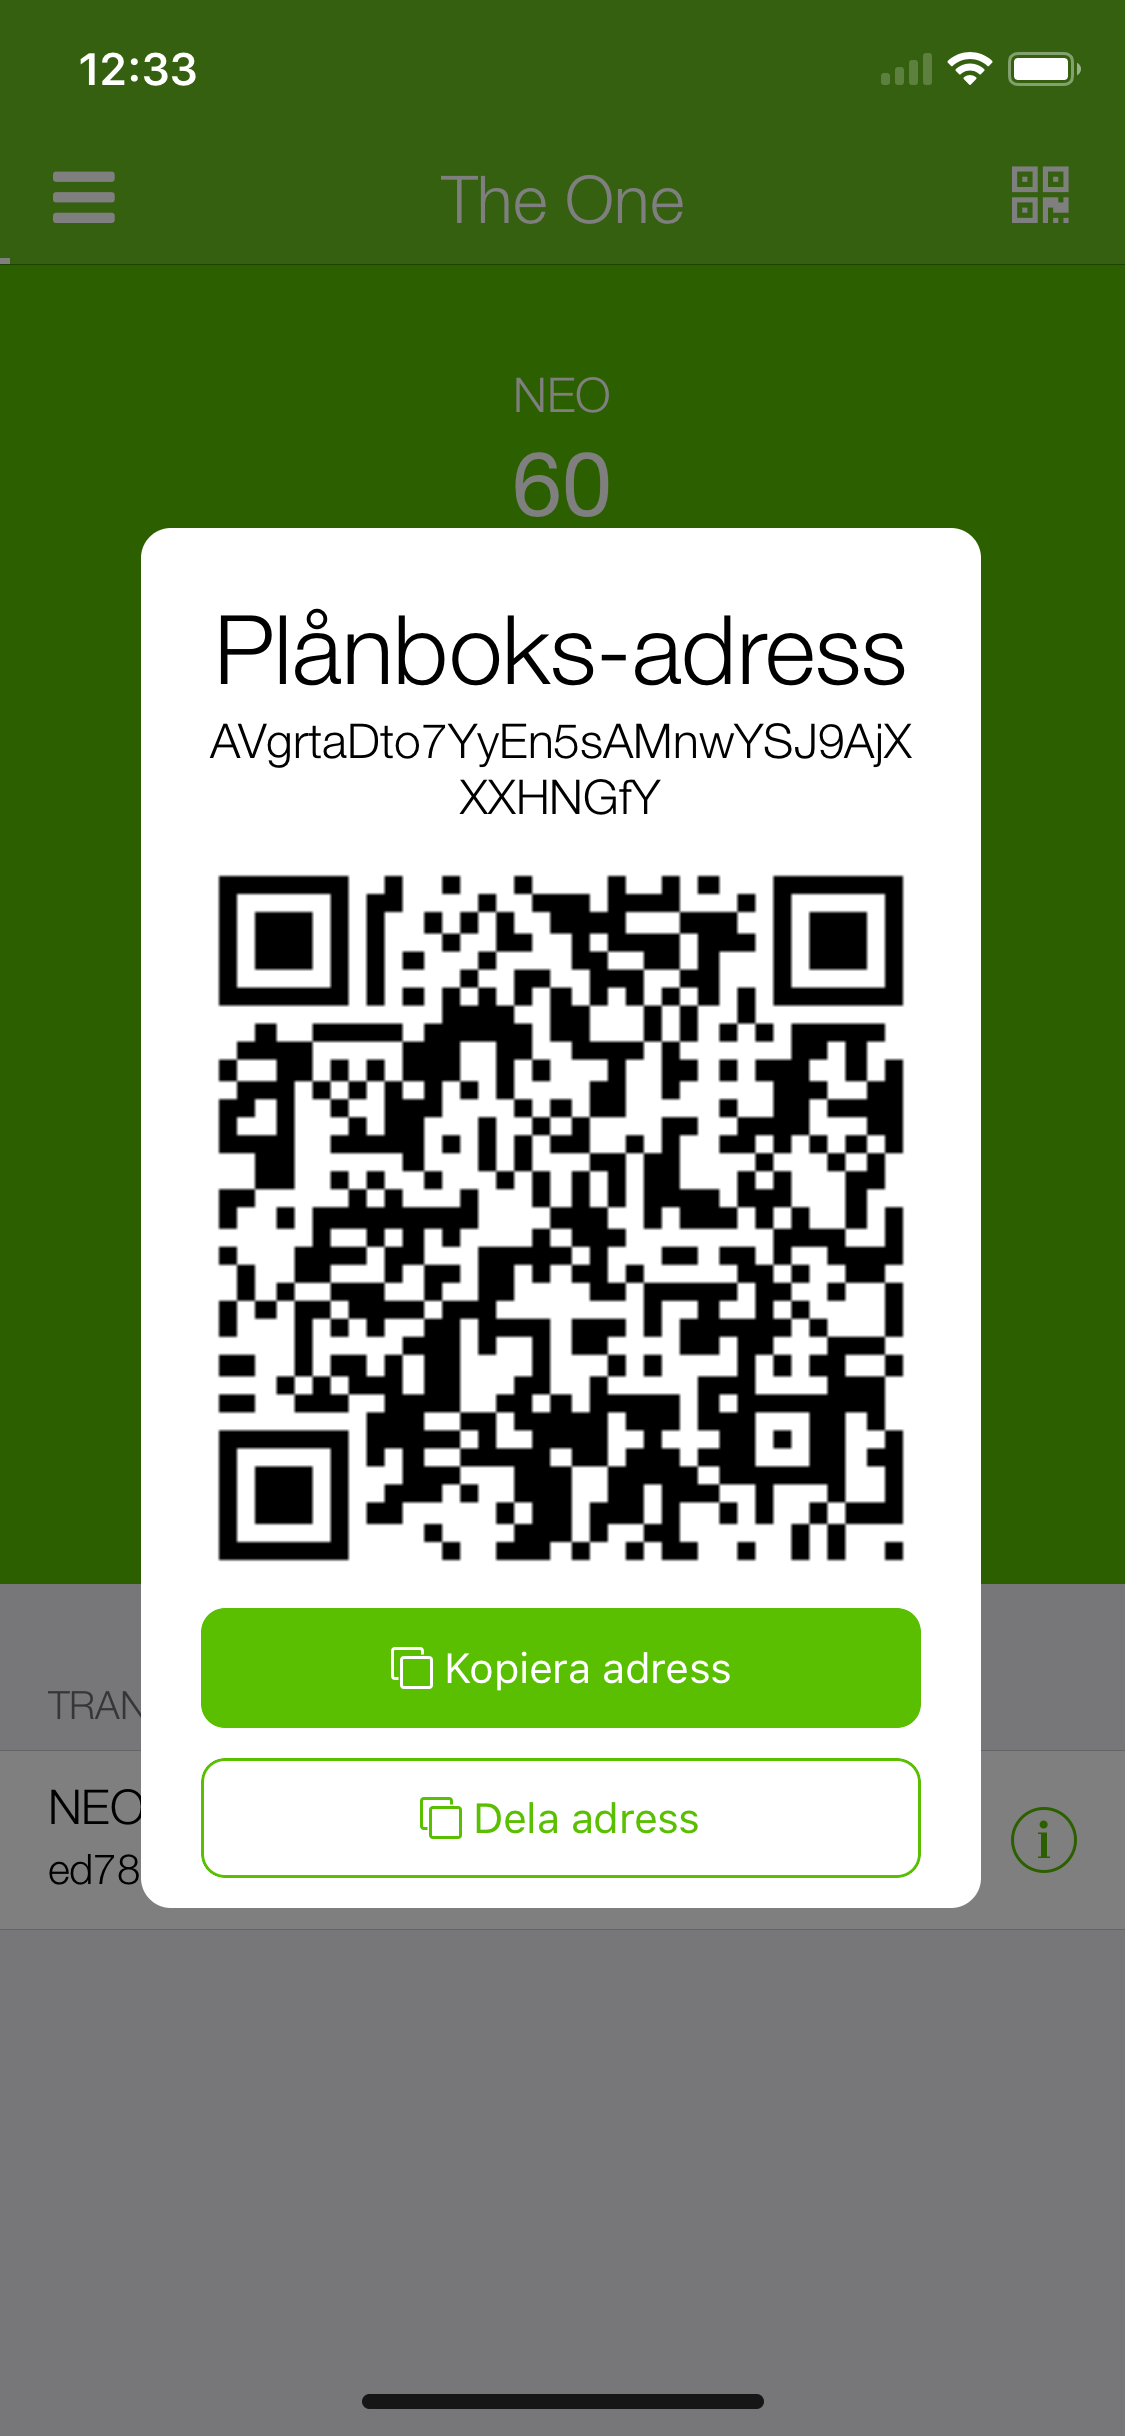 12:33
The One
NEO
60
Plånboks-adress
AVgrtaDto7YyEn5sAMnwYSJ9AjX
XXHNGfY
Kopiera adress
Dela adress
TRAN
NEO
ed78